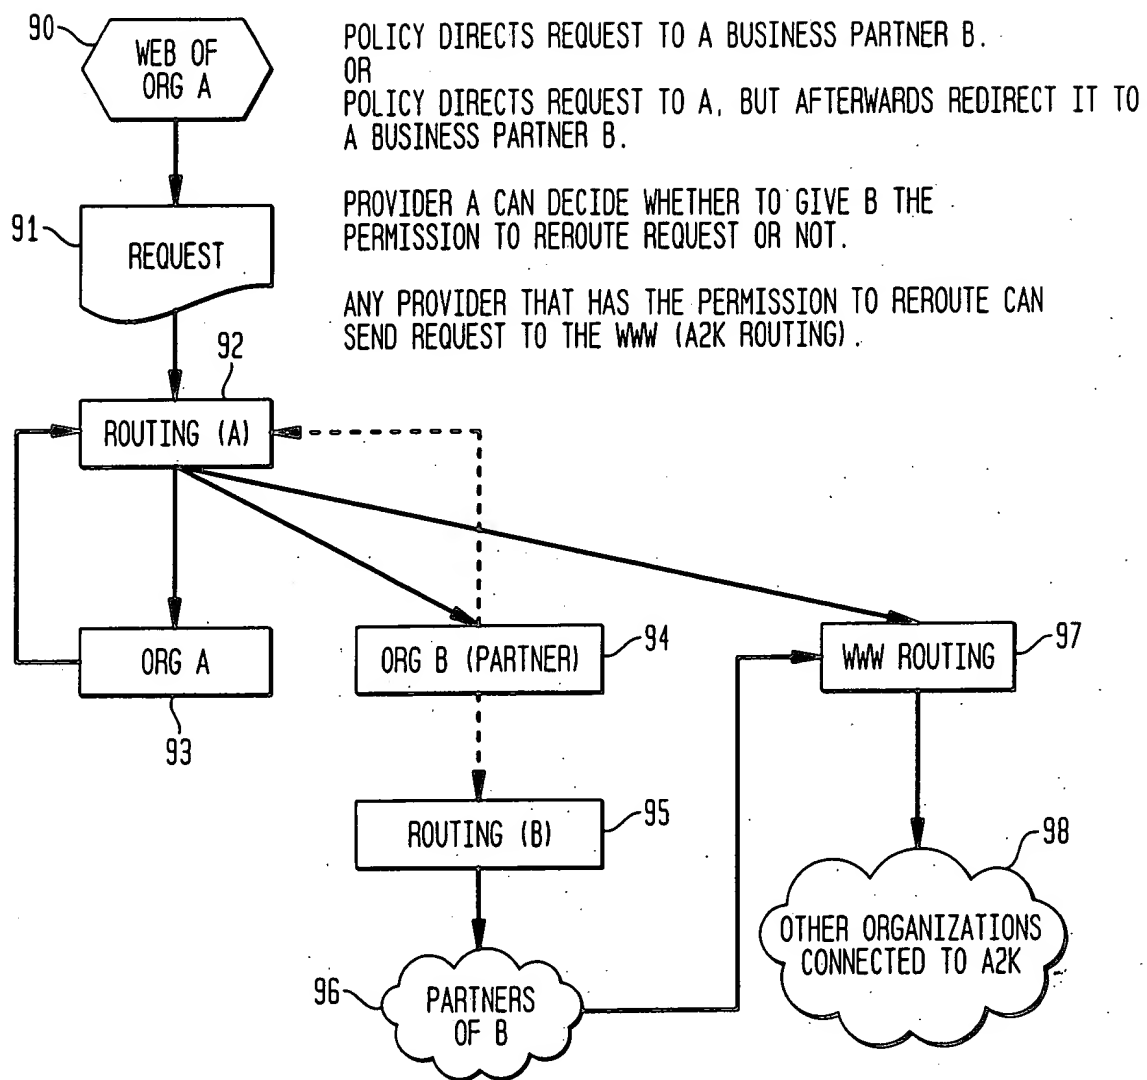 90
WEB OF
ORG A
POLICY DIRECTS REQUEST TO A BUSINESS PARTNER B.
OR
POLICY DIRECTS REQUEST TO A, BUT AFTERWARDS REDIRECT IT TO
A BUSINESS PARTNER B.
PROVIDER A CAN DECIDE WHETHER TO GIVE B THE
PERMISSION TO REROUTE REQUEST OR NOT.
ANY PROVIDER THAT HAS THE PERMISSION TO REROUTE CAN
SEND REQUEST TO THE WWW (A2K ROUTING).
91
REQUEST
92
ROUTING (A)
ORG A
93
ORG B (PARTNER)
94
WWW ROUTING
97
ROUTING (B)
95
98
OTHER ORGANIZATIONS
CONNECTED TO A2K
96
PARTNERS
OF B